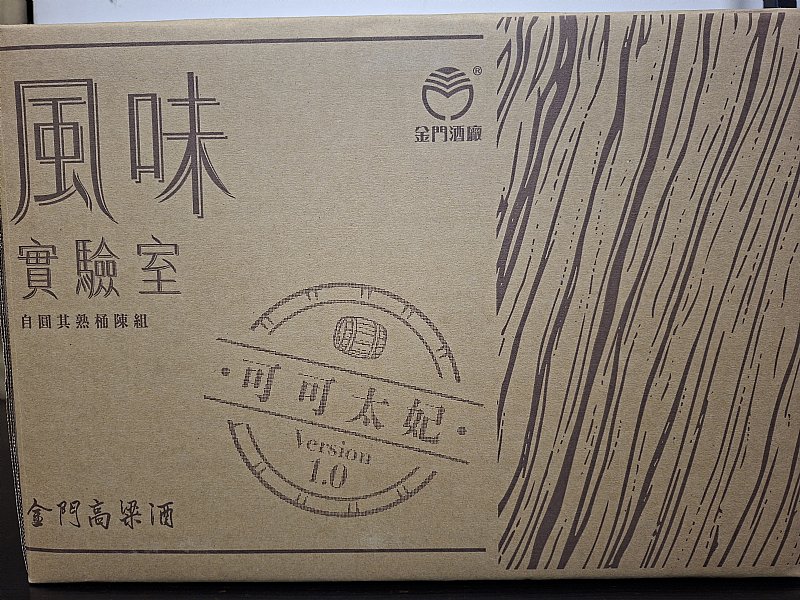 風味
實驗室
自圓其熟桶陳組
®
金門酒廠
可可太妃
Version
1.0
金門高粱酒